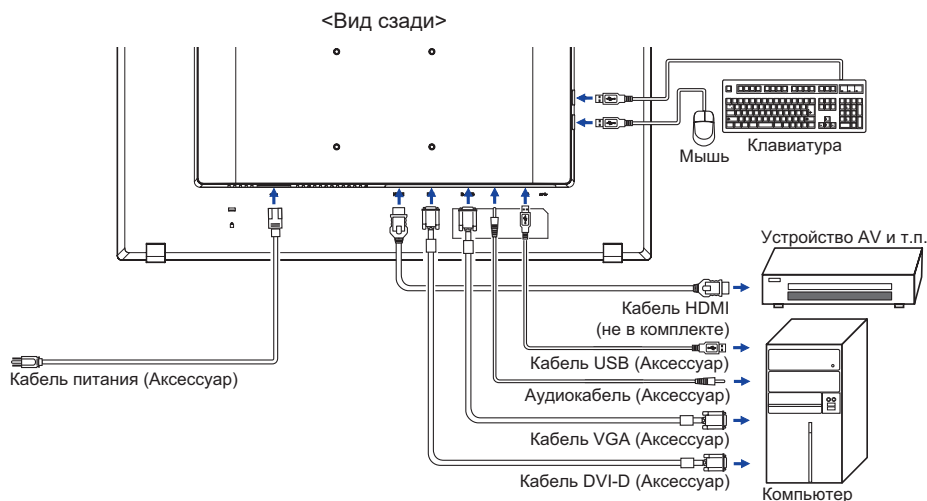 <Вид сзади>
Мышь
Клавиатура
Устройство AV и т.п.
Кабель HDMI
(не в комплекте)
Кабель USB (Аксессуар)
Кабель питания (Аксессуар)
Аудиокабель (Аксессуар)
Кабель VGA (Аксессуар)
Кабель DVI-D (Аксессуар)
Компьютер